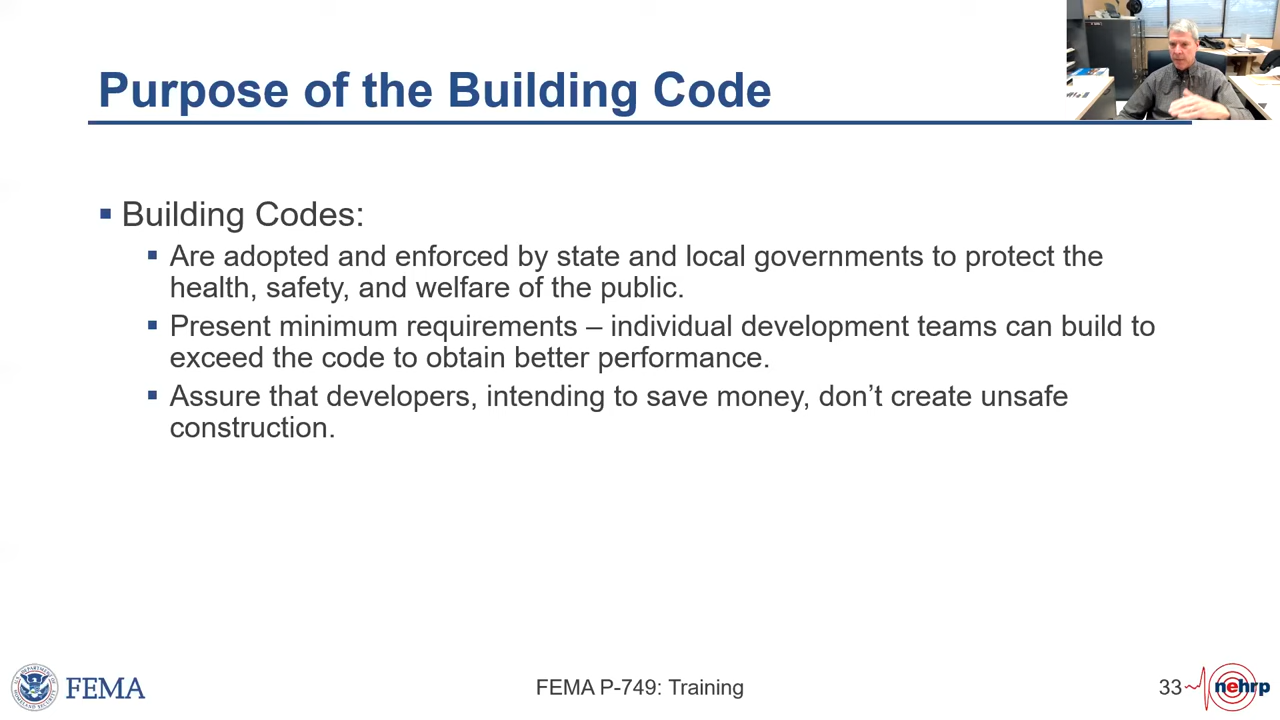 Purpose of the Building Code
Building Codes:
Are adopted and enforced by state and local governments to protect the
health, safety, and welfare of the public.
Present minimum requirements – individual development teams can build to
exceed the code to obtain better performance.
Assure that developers, intending to save money, don’t create unsafe
construction.
FEMA
FEMA P-749: Training
33
nehrp